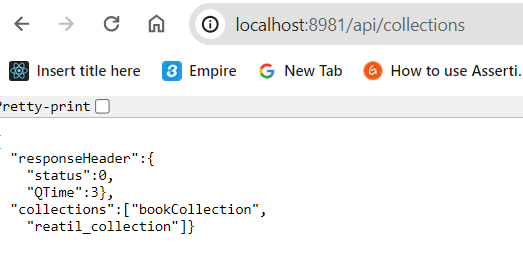 localhost:8981/api/collections
Insert title here Empire New Tab How to use Asserti.
Pretty-print
"responseHeader":{
"status":0,
"QTime":3},
"collections":["bookCollection",
"reatil_collection"]}